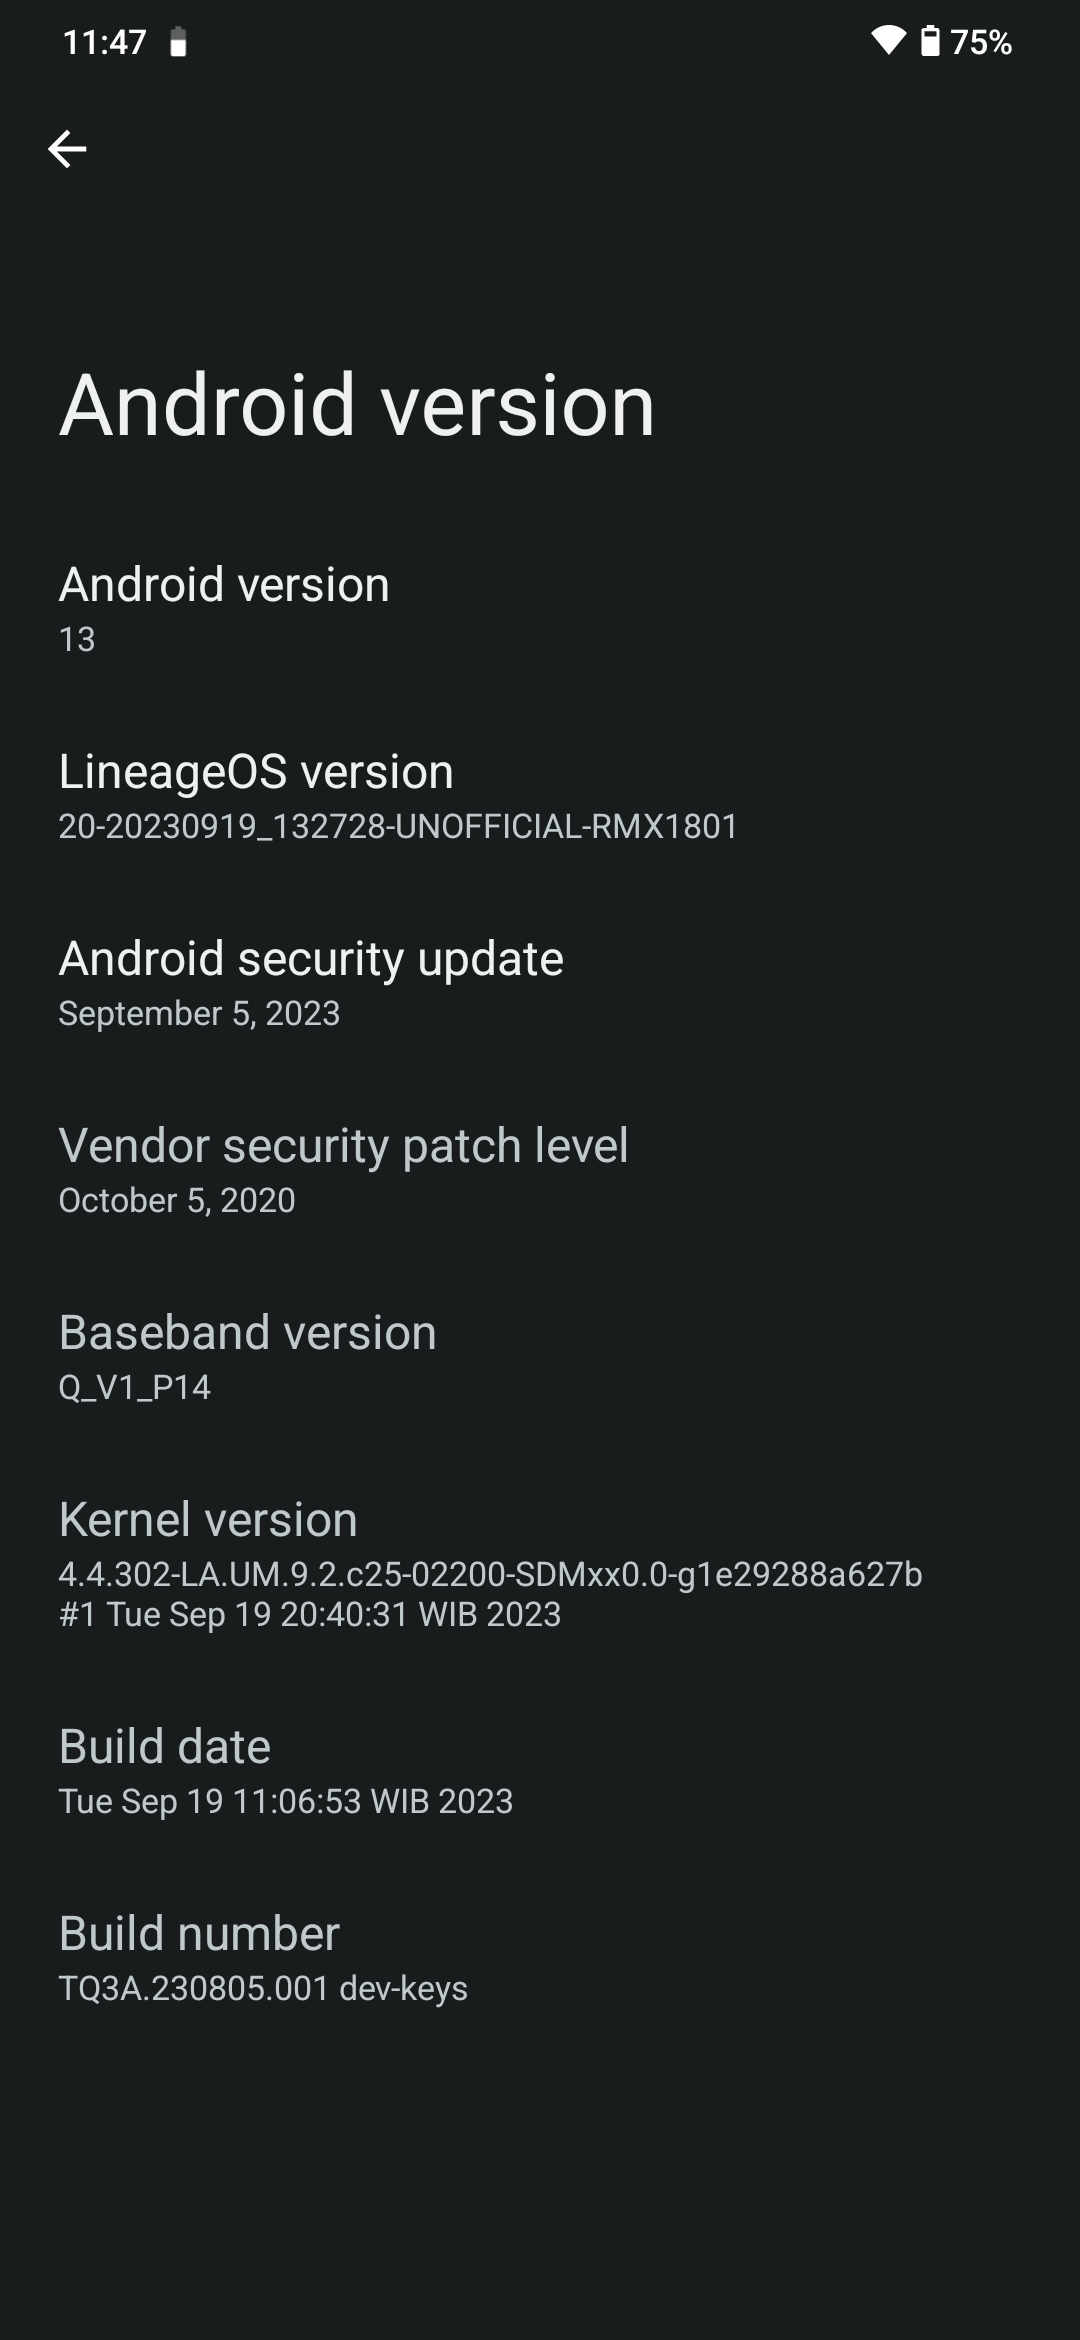 11:47
75%
Android version
Android version
13
LineageOS version
20-20230919_132728-UNOFFICIAL-RMX1801
Android security update
September 5, 2023
Vendor security patch level
October 5, 2020
Baseband version
Q_V1_P14
Kernel version
4.4.302-LA.UM.9.2.c25-02200-SDMxx0.0-g1e29288a627b
#1 Tue Sep 19 20:40:31 WIB 2023
Build date
Tue Sep 19 11:06:53 WIB 2023
Build number
TQ3A.230805.001 dev-keys